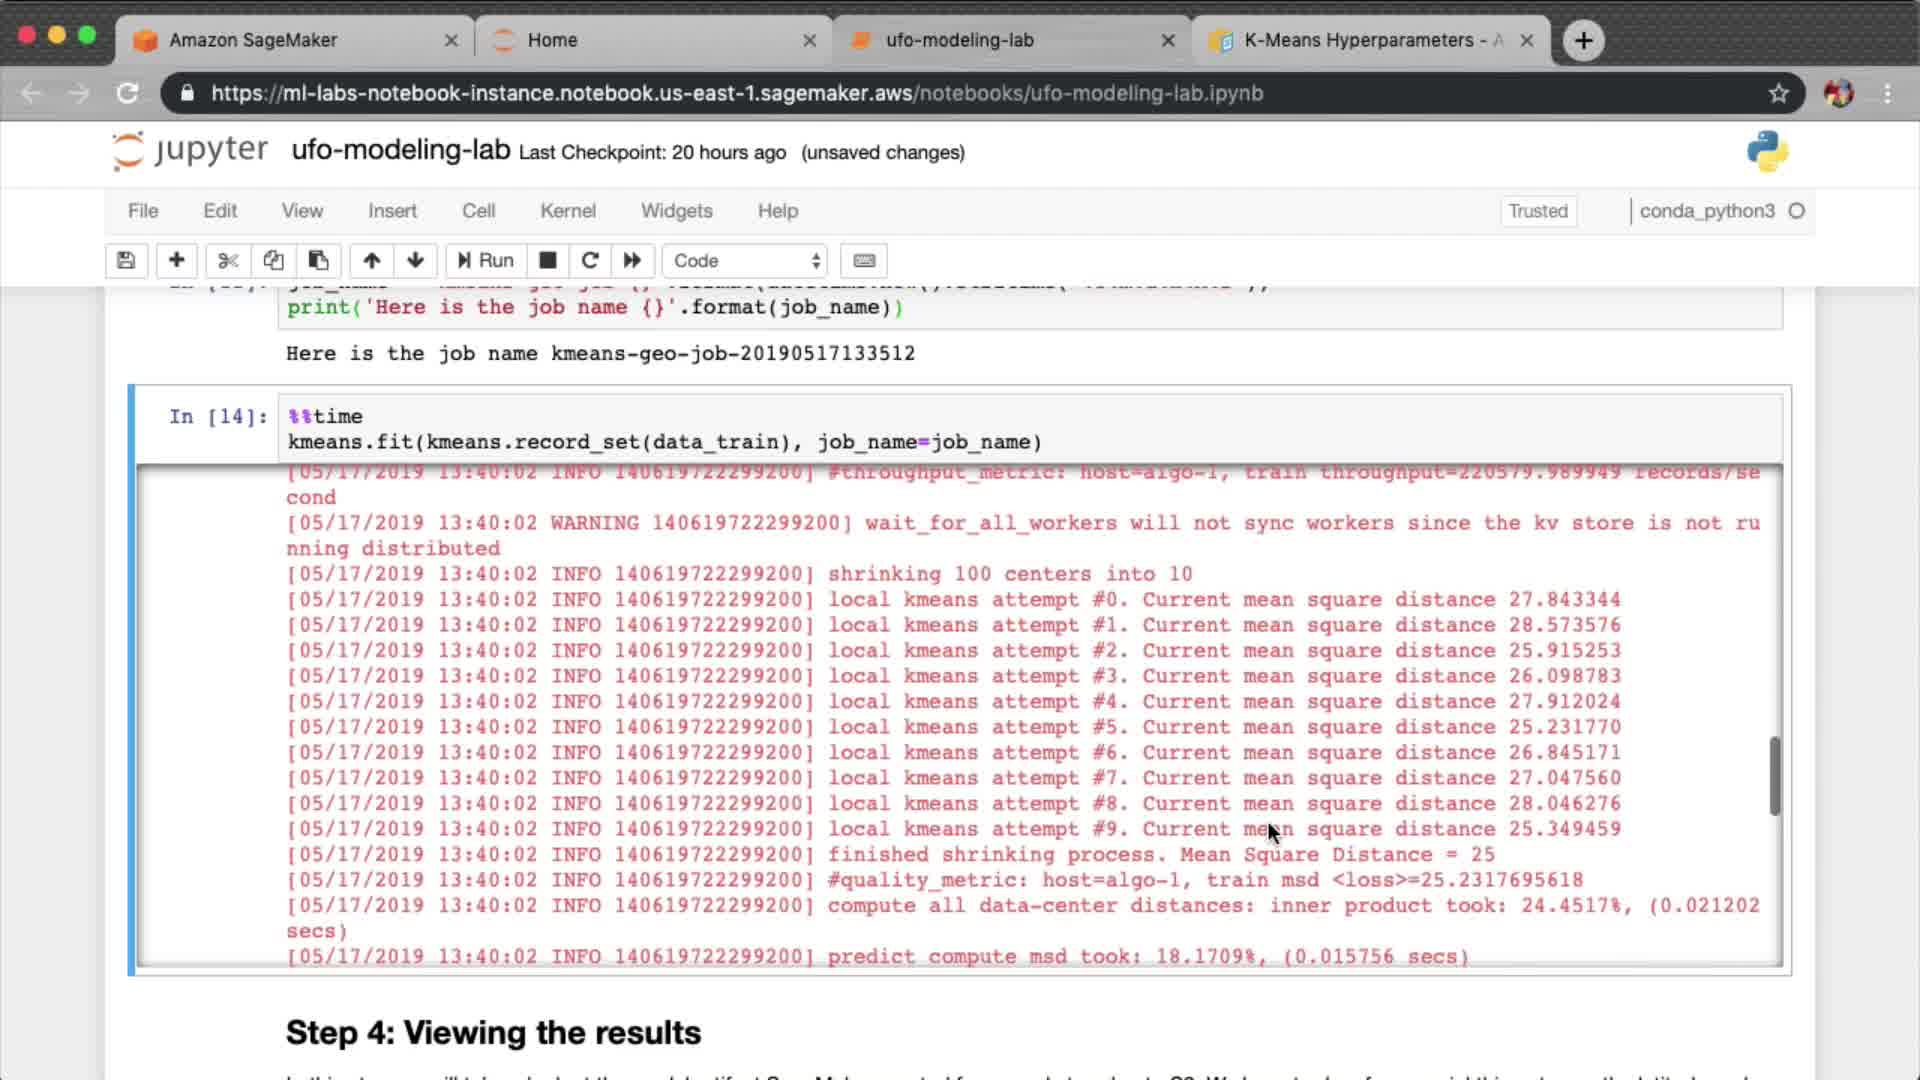 Amazon SageMaker
Home
ufo-modeling-lab
K-Means Hyperparameters - A
https://ml-labs-notebook-instance.notebook.us-east-1.sagemaker.aws/notebooks/ufo-modeling-lab.ipynb
jupyter ufo-modeling-lab Last Checkpoint: 20 hours ago (unsaved changes)
File Edit View Insert Cell Kernel Widgets Help Trusted conda_python3
Run Code
print('Here is the job name {}'.format(job_name))
Here is the job name kmeans-geo-job-20190517133512
In [14]: %%time
kmeans.fit(kmeans.record_set(data_train), job_name=job_name)
[05/17/2019 13:40:02 INFO 140619722299200] #throughput_metric: host=algo-1, train throughput=220579.989949 records/se
cond
[05/17/2019 13:40:02 WARNING 140619722299200] wait_for_all_workers will not sync workers since the kv store is not ru
nning distributed
[05/17/2019 13:40:02 INFO 140619722299200] shrinking 100 centers into 10
[05/17/2019 13:40:02 INFO 140619722299200] local kmeans attempt #0. Current mean square distance 27.843344
[05/17/2019 13:40:02 INFO 140619722299200] local kmeans attempt #1. Current mean square distance 28.573576
[05/17/2019 13:40:02 INFO 140619722299200] local kmeans attempt #2. Current mean square distance 25.915253
[05/17/2019 13:40:02 INFO 140619722299200] local kmeans attempt #3. Current mean square distance 26.098783
[05/17/2019 13:40:02 INFO 140619722299200] local kmeans attempt #4. Current mean square distance 27.912024
[05/17/2019 13:40:02 INFO 140619722299200] local kmeans attempt #5. Current mean square distance 25.231770
[05/17/2019 13:40:02 INFO 140619722299200] local kmeans attempt #6. Current mean square distance 26.845171
[05/17/2019 13:40:02 INFO 140619722299200] local kmeans attempt #7. Current mean square distance 27.047560
[05/17/2019 13:40:02 INFO 140619722299200] local kmeans attempt #8. Current mean square distance 28.046276
[05/17/2019 13:40:02 INFO 140619722299200] local kmeans attempt #9. Current mean square distance 25.349459
[05/17/2019 13:40:02 INFO 140619722299200] finished shrinking process. Mean Square Distance = 25
[05/17/2019 13:40:02 INFO 140619722299200] #quality_metric: host=algo-1, train msd <loss>=25.2317695618
[05/17/2019 13:40:02 INFO 140619722299200] compute all data-center distances: inner product took: 24.4517%, (0.021202
secs)
[05/17/2019 13:40:02 INFO 140619722299200] predict compute msd took: 18.1709%, (0.015756 secs)
Step 4: Viewing the results